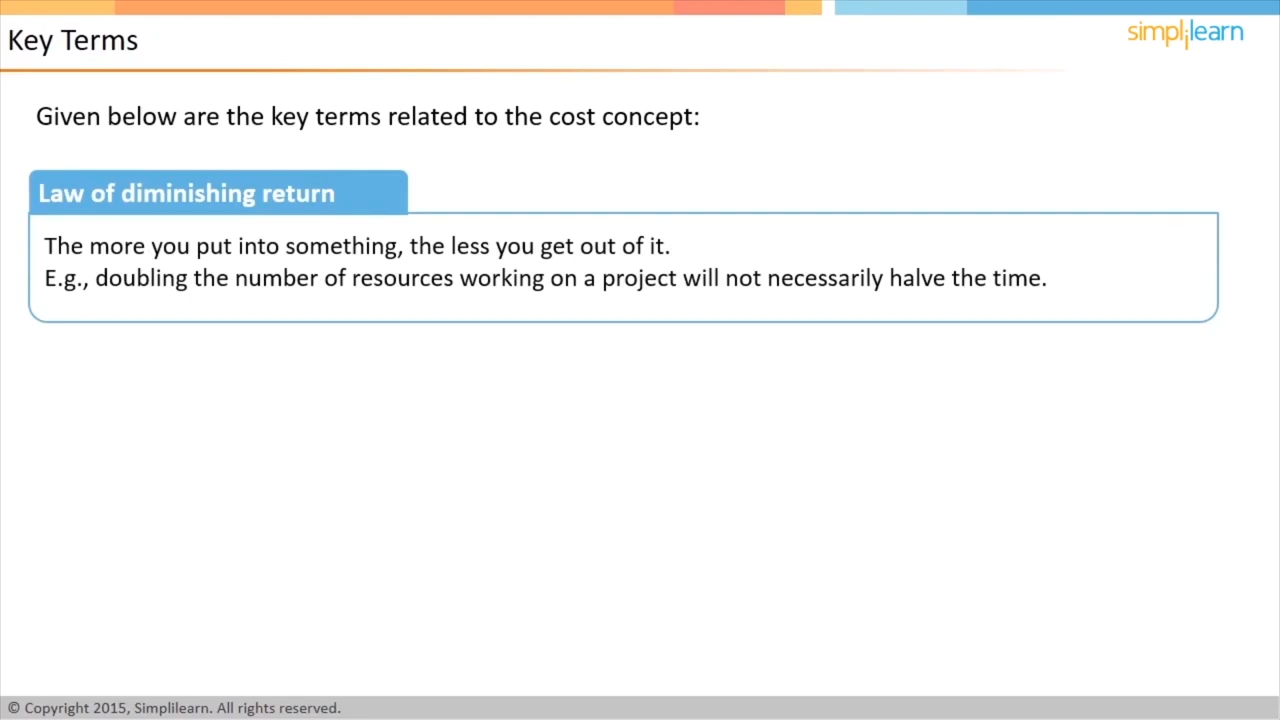 Key Terms
simplilearn
Given below are the key terms related to the cost concept:
Law of diminishing return
The more you put into something, the less you get out of it.
E.g., doubling the number of resources working on a project will not necessarily halve the time.
© Copyright 2015, Simplilearn. All rights reserved.